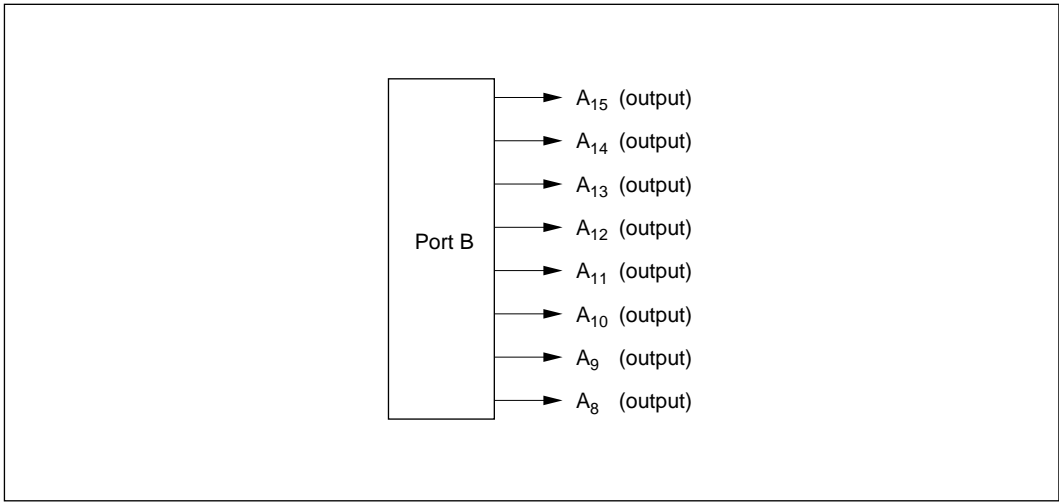 A15 (output)
A14 (output)
A13 (output)
A12 (output)
Port B
A11 (output)
A10 (output)
A9 (output)
A8 (output)